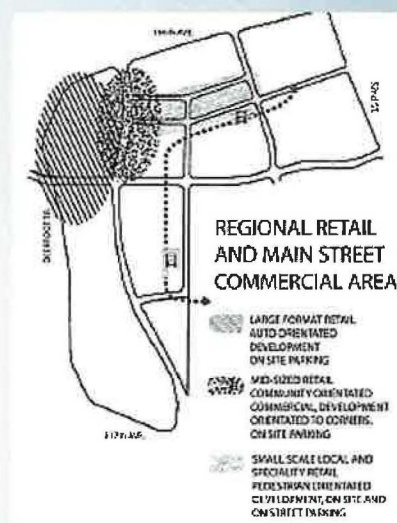 DEERFOOT TR.
REGIONAL RETAIL
AND MAIN STREET
COMMERCIAL AREA
LARGE FORMAT RETAIL
AUTO ORIENTATED
DEVELOPMENT
ON SITE PARKING
MID-SIZED RETAIL
COMMUNITY ORIENTATED
COMMERCIAL, DEVELOPMENT
ORIENTATED TO CORNERS,
ON SITE PARKING
SMALL SCALE LOCAL AND
SPECIALITY RETAIL
PEDESTRIAN ORIENTATED
DEVELOPMENT, ON SITE AND
ON STREET PARKING